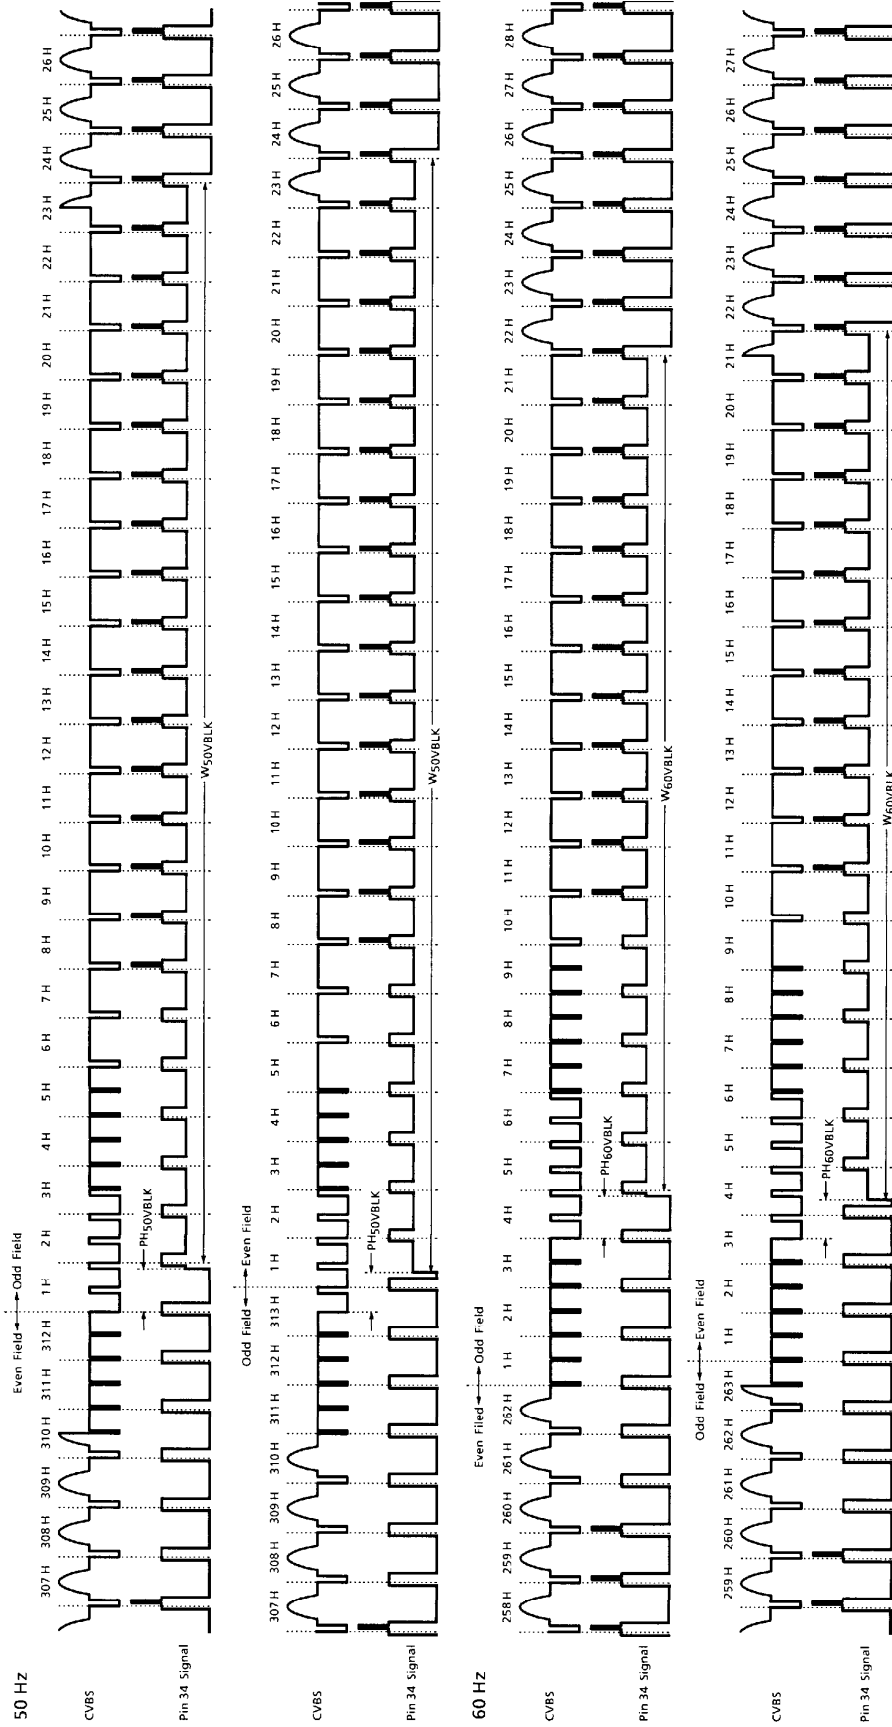 50 Hz
Even Field Odd Field
307 H 308 H 309 H 310 H 311 H 312 H 1 H 2 H 3 H 4 H 5 H 6 H 7 H 8 H 9 H 10 H 11 H 12 H 13 H 14 H 15 H 16 H 17 H 18 H 19 H 20 H 21 H 22 H 23 H 24 H 25 H 26 H
CVBS
PH50VBLK
Pin 34 Signal
W50VBLK
Odd Field Even Field
307 H 308 H 309 H 310 H 311 H 312 H 313 H 1 H 2 H 3 H 4 H 5 H 6 H 7 H 8 H 9 H 10 H 11 H 12 H 13 H 14 H 15 H 16 H 17 H 18 H 19 H 20 H 21 H 22 H 23 H 24 H 25 H 26 H
CVBS
PH50VBLK
Pin 34 Signal
W50VBLK
60 Hz
Even Filed Odd Field
258 H 259 H 260 H 261 H 262 H 1 H 2 H 3 H 4 H 5 H 6 H 7 H 8 H 9 H 10 H 11 H 12 H 13 H 14 H 15 H 16 H 17 H 18 H 19 H 20 H 21 H 22 H 23 H 24 H 25 H 26 H 27 H 28 H
CVBS
PH60VBLK
Pin 34 Signal
W60VBLK
Odd Field Even Field
259 H 260 H 261 H 262 H 263 H 1 H 2 H 3 H 4 H 5 H 6 H 7 H 8 H 9 H 10 H 11 H 12 H 13 H 14 H 15 H 16 H 17 H 18 H 19 H 20 H 21 H 22 H 23 H 24 H 25 H 26 H 27 H
CVBS
PH60VBLK
Pin 34 Signal
W60VBLK